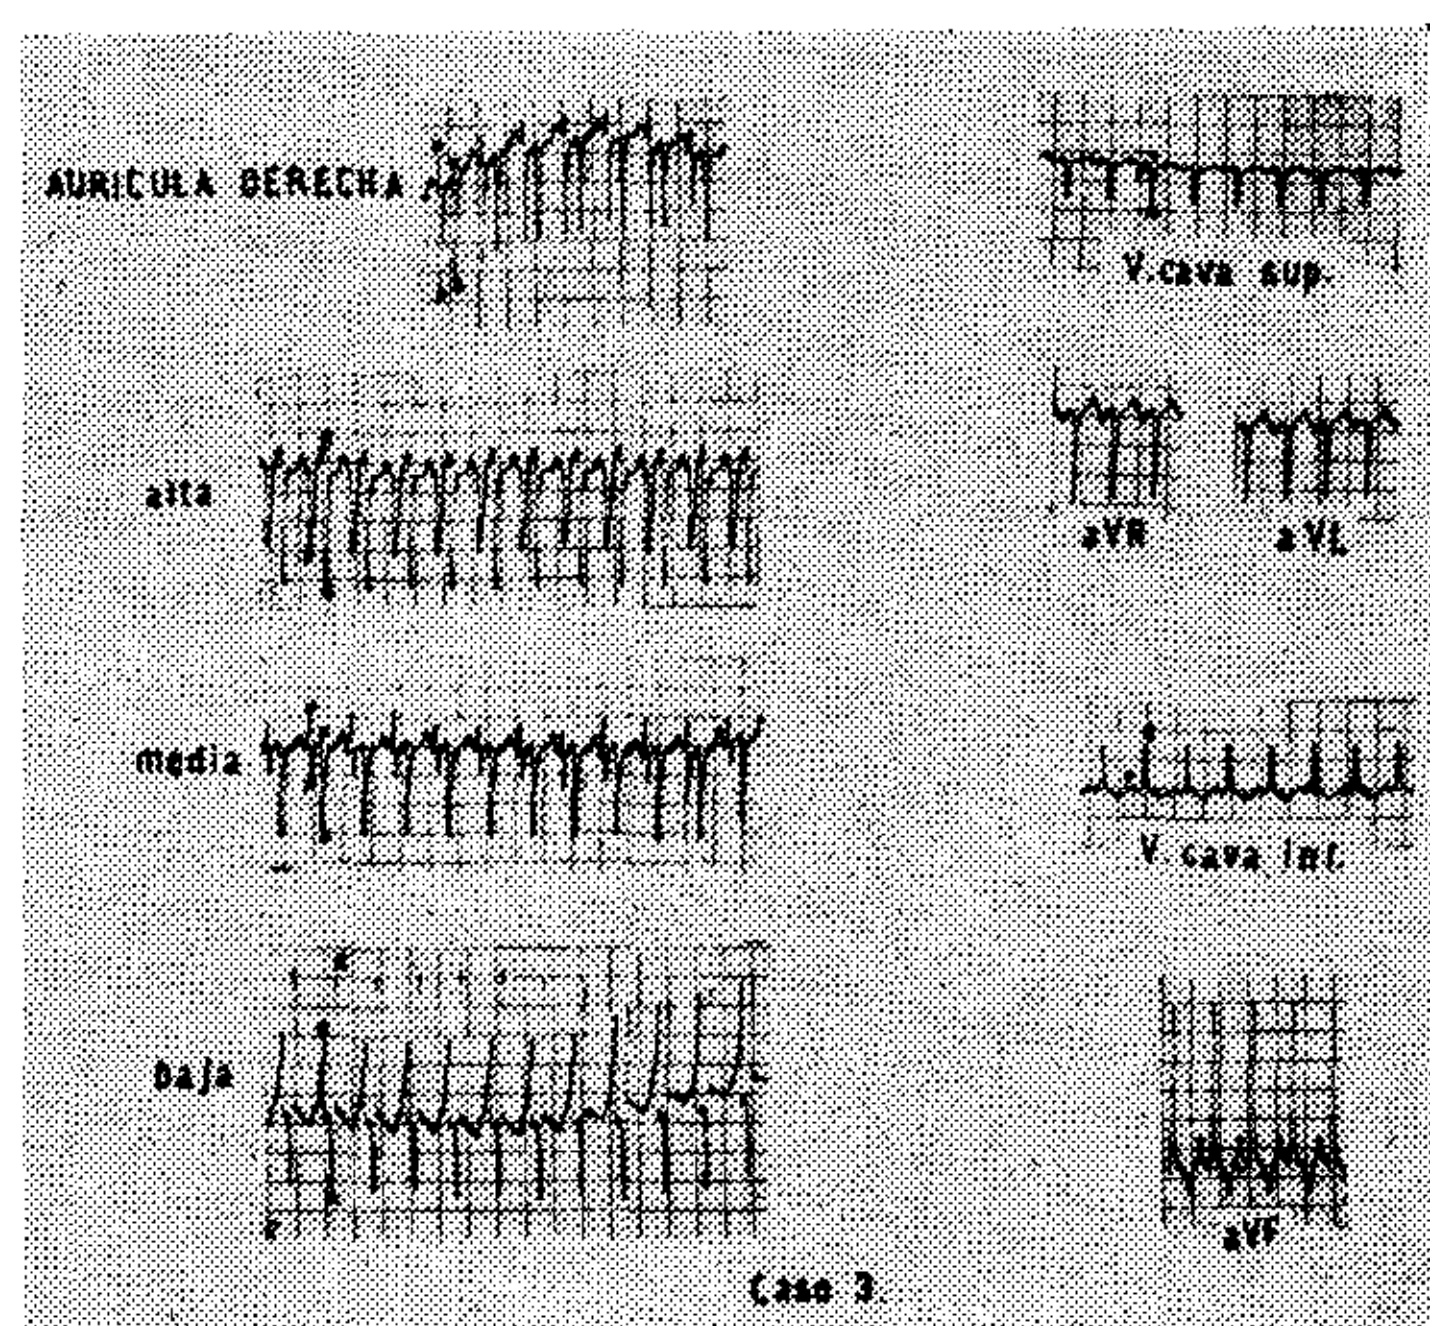 AURICULA DERECHA
V. cava sup.
alta
aVR
aVL
media
V. cava inf.
baja
aVF
Caso 3.